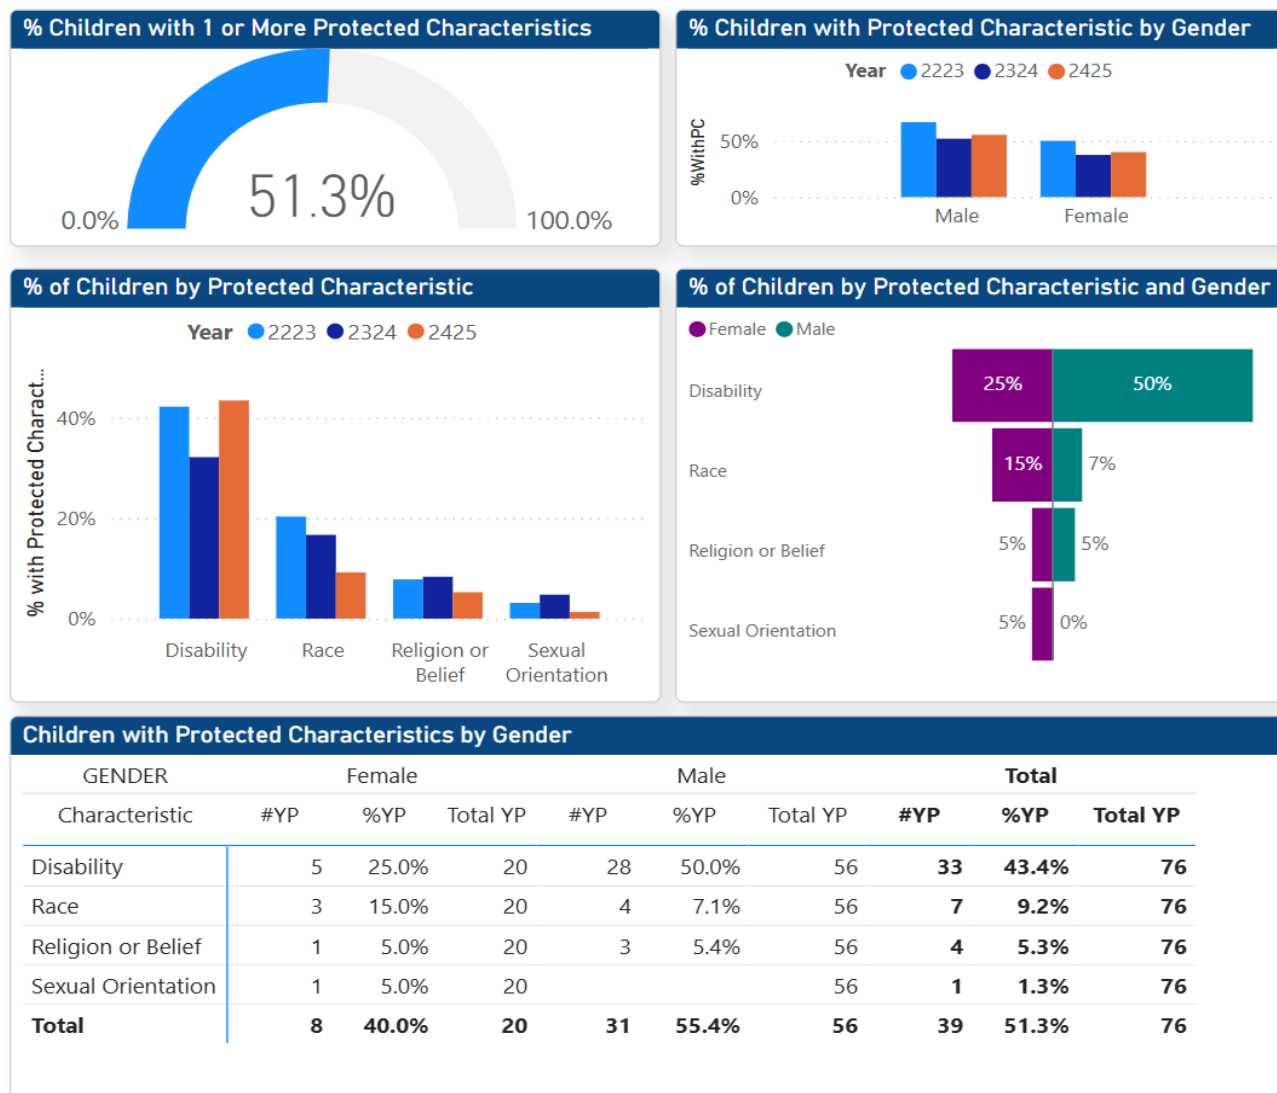 % Children with 1 or More Protected Characteristics
0.0%
51.3%
100.0%
% Children with Protected Characteristic by Gender
Year 2223 2324 2425
%WithPC
50%
0%
Male Female
% of Children by Protected Characteristic
Year 2223 2324 2425
% with Protected Charact...
40%
20%
0%
Disability Race Religion or Belief Sexual Orientation
% of Children by Protected Characteristic and Gender
Female Male
Disability 25% 50%
Race 15% 7%
Religion or Belief 5% 5%
Sexual Orientation 5% 0%
Children with Protected Characteristics by Gender
GENDER Female Male Total
Characteristic #YP %YP Total YP #YP %YP Total YP #YP %YP Total YP
Disability 5 25.0% 20 28 50.0% 56 33 43.4% 76
Race 3 15.0% 20 4 7.1% 56 7 9.2% 76
Religion or Belief 1 5.0% 20 3 5.4% 56 4 5.3% 76
Sexual Orientation 1 5.0% 20 56 1 1.3% 76
Total 8 40.0% 20 31 55.4% 56 39 51.3% 76